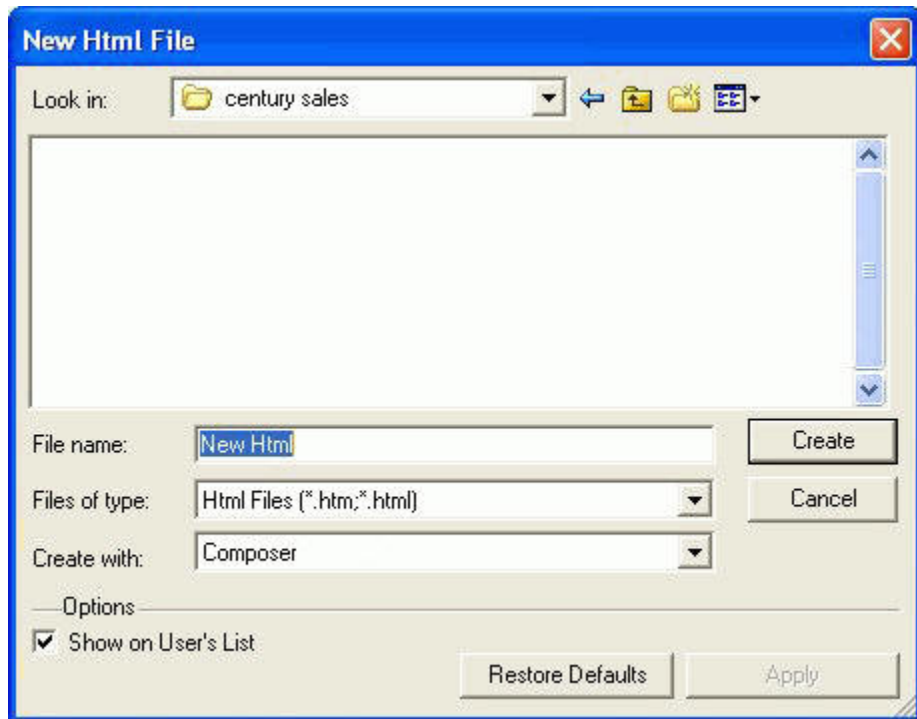 New Html File
Look in: century sales
File name: New Html Create
Files of type: Html Files (*.htm;*.html) Cancel
Create with: Composer
Options
Show on User's List
Restore Defaults Apply